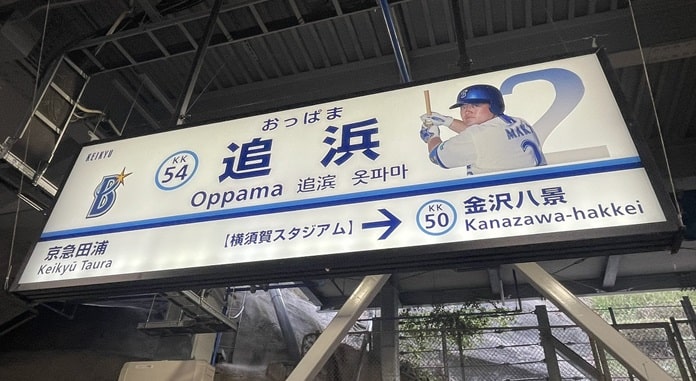 KEIKYU
B
KK
54
おっぱま
追浜
Oppama 追滨 옷파마
MAKI
2
2
京急田浦
Keikyū Taura
【横須賀スタジアム】→
KK
50
金沢八景
Kanazawa-hakkei